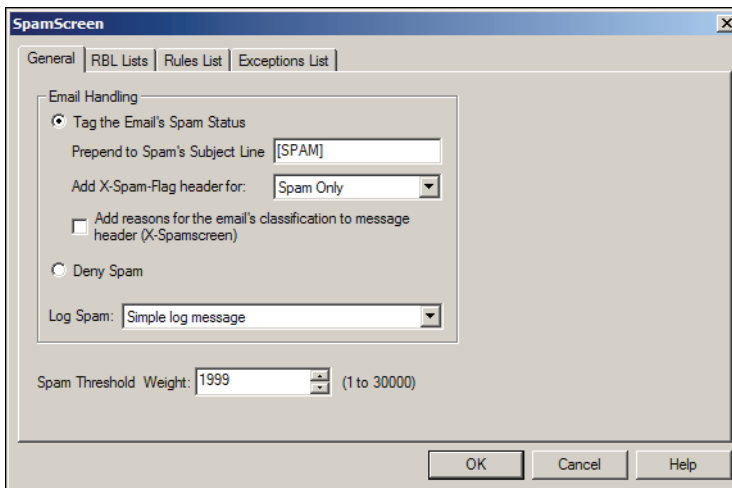 SpamScreen
General RBL Lists Rules List Exceptions List
Email Handling
Tag the Email's Spam Status
Prepend to Spam's Subject Line [SPAM]
Add X-Spam-Flag header for: Spam Only
Add reasons for the email's classification to message
header (X-Spamscreen)
Deny Spam
Log Spam: Simple log message
Spam Threshold Weight: 1999 (1 to 30000)
OK Cancel Help